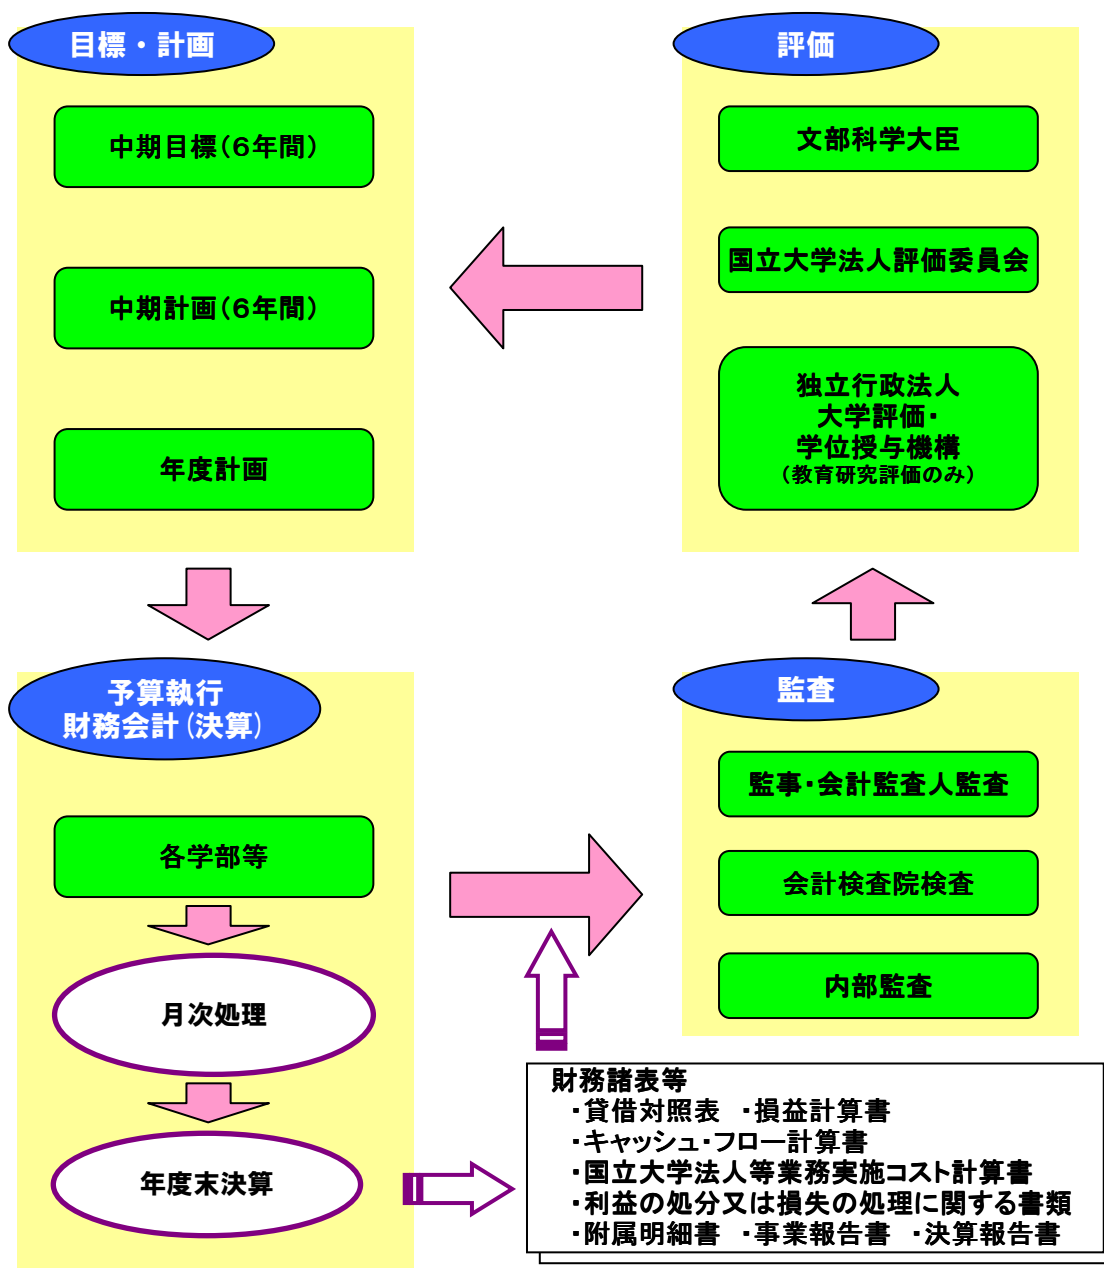 目標・計画
中期目標（６年間）
中期計画（６年間）
年度計画
評価
文部科学大臣
国立大学法人評価委員会
独立行政法人
大学評価・
学位授与機構
（教育研究評価のみ）
予算執行
財務会計（決算）
各学部等
月次処理
年度末決算
監査
監事・会計監査人監査
会計検査院検査
内部監査
財務諸表等
・貸借対照表　・損益計算書
・キャッシュ・フロー計算書
・国立大学法人等業務実施コスト計算書
・利益の処分又は損失の処理に関する書類
・附属明細書　・事業報告書　・決算報告書